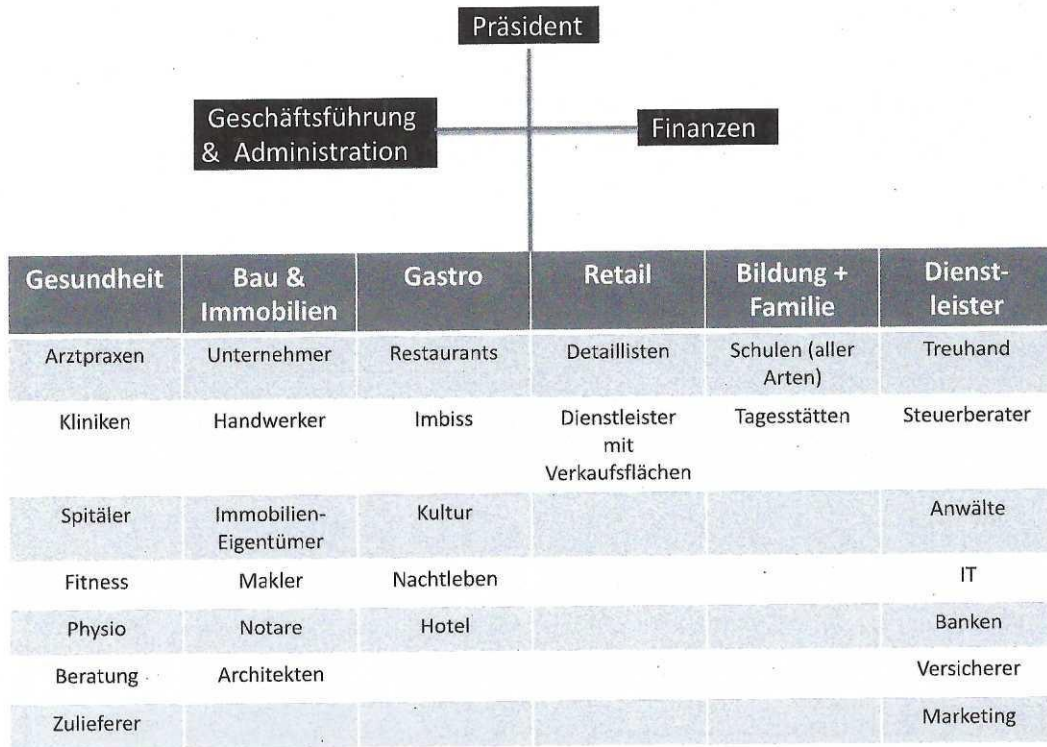 Präsident
Geschäftsführung
& Administration
Finanzen
Gesundheit
Bau &
Immobilien
Gastro
Retail
Bildung +
Familie
Dienst-
leister
Arztpraxen
Unternehmer
Restaurants
Detaillisten
Schulen (aller
Arten)
Treuhand
Kliniken
Handwerker
Imbiss
Dienstleister
mit
Verkaufsflächen
Tagesstätten
Steuerberater
Spitäler
Immobilien-
Eigentümer
Kultur
Anwälte
Fitness
Makler
Nachtleben
IT
Physio
Notare
Hotel
Banken
Beratung
Architekten
Versicherer
Zulieferer
Marketing